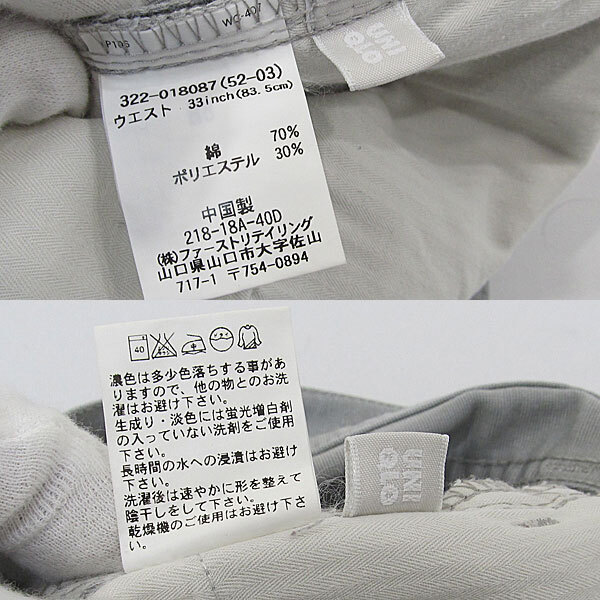 P105
WC-407
UNI
QLO
322-018087(52-03)
ウエスト 33inch(83.5cm)
綿 70%
ポリエステル 30%
中国製
218-18A-40D
(株)ファーストリテイリング
山口県山口市大字佐山
717-1 〒754-0894
40
濃色は多少色落ちする事があ
りますので、他の物とのお洗
濯はお避け下さい。
生成り・淡色には蛍光増白剤
の入っていない洗剤をご使用
下さい。
長時間の水への浸漬はお避け
下さい。
洗濯後は速やかに形を整えて
陰干しをして下さい。
乾燥機のご使用はお避け下さ
い。
UNI
QLO